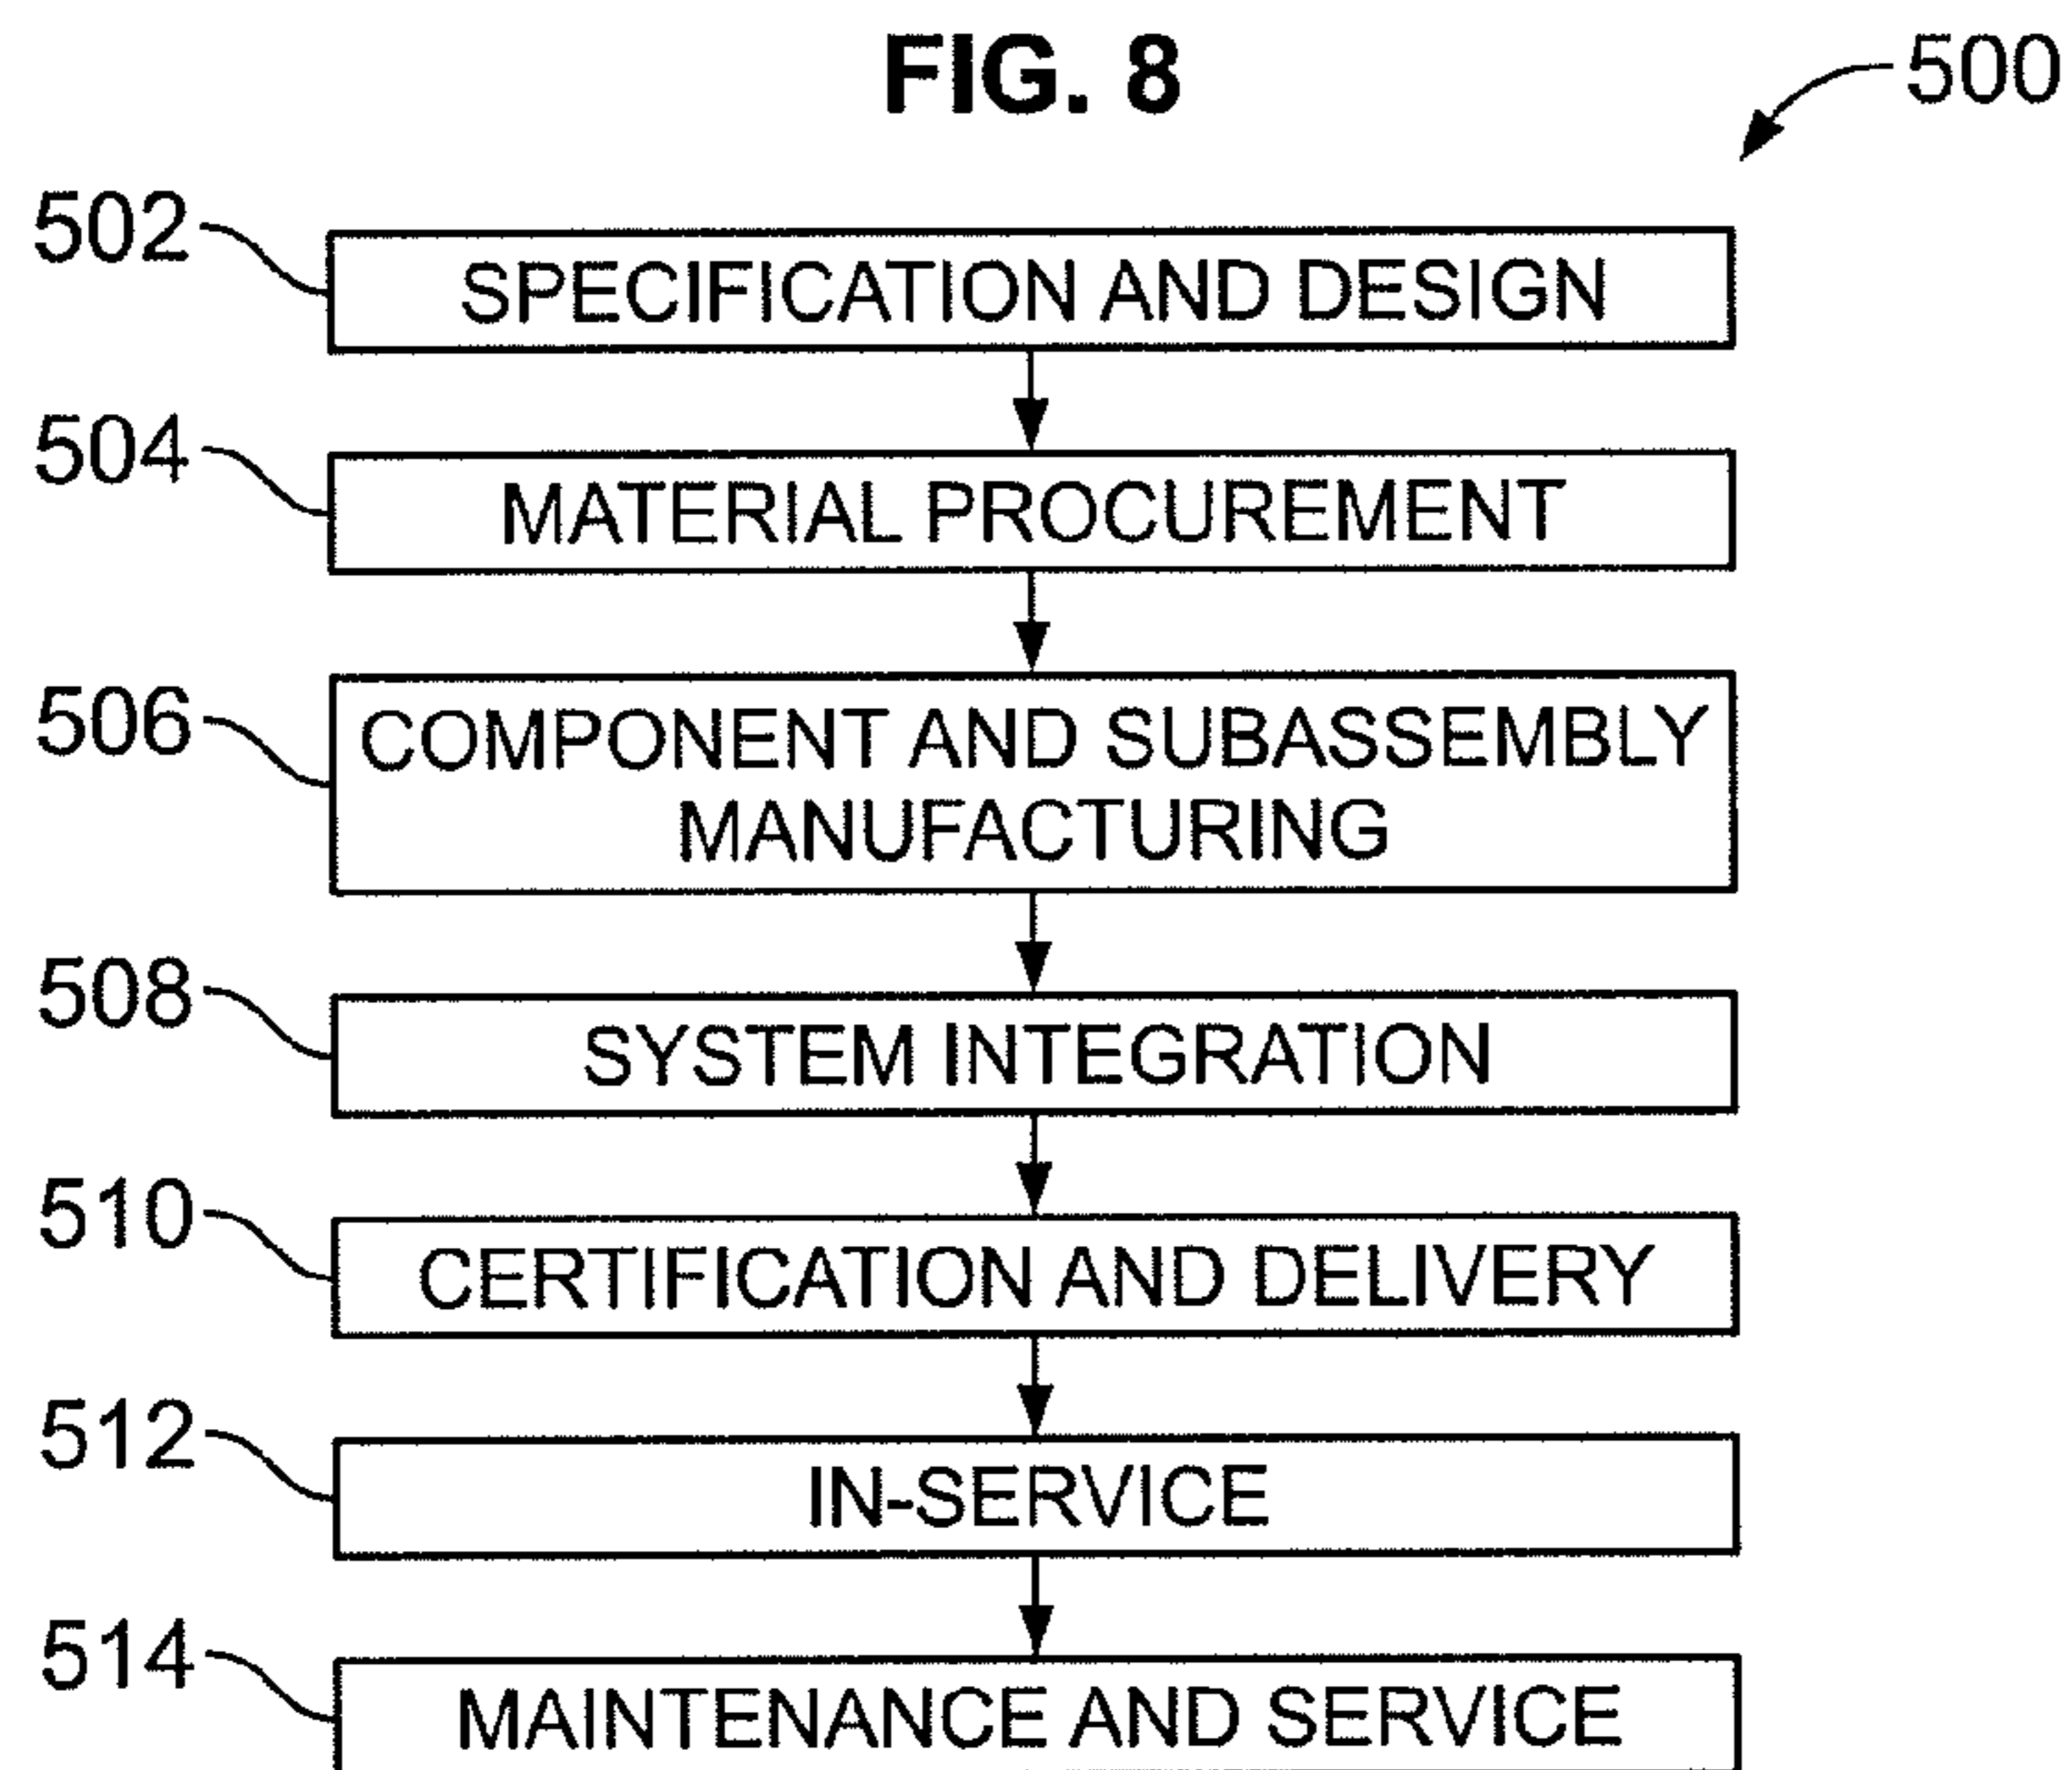 FIG. 8
500
502
SPECIFICATION AND DESIGN
504
MATERIAL PROCUREMENT
506
COMPONENT AND SUBASSEMBLY
MANUFACTURING
508
SYSTEM INTEGRATION
510
CERTIFICATION AND DELIVERY
512
IN-SERVICE
514
MAINTENANCE AND SERVICE